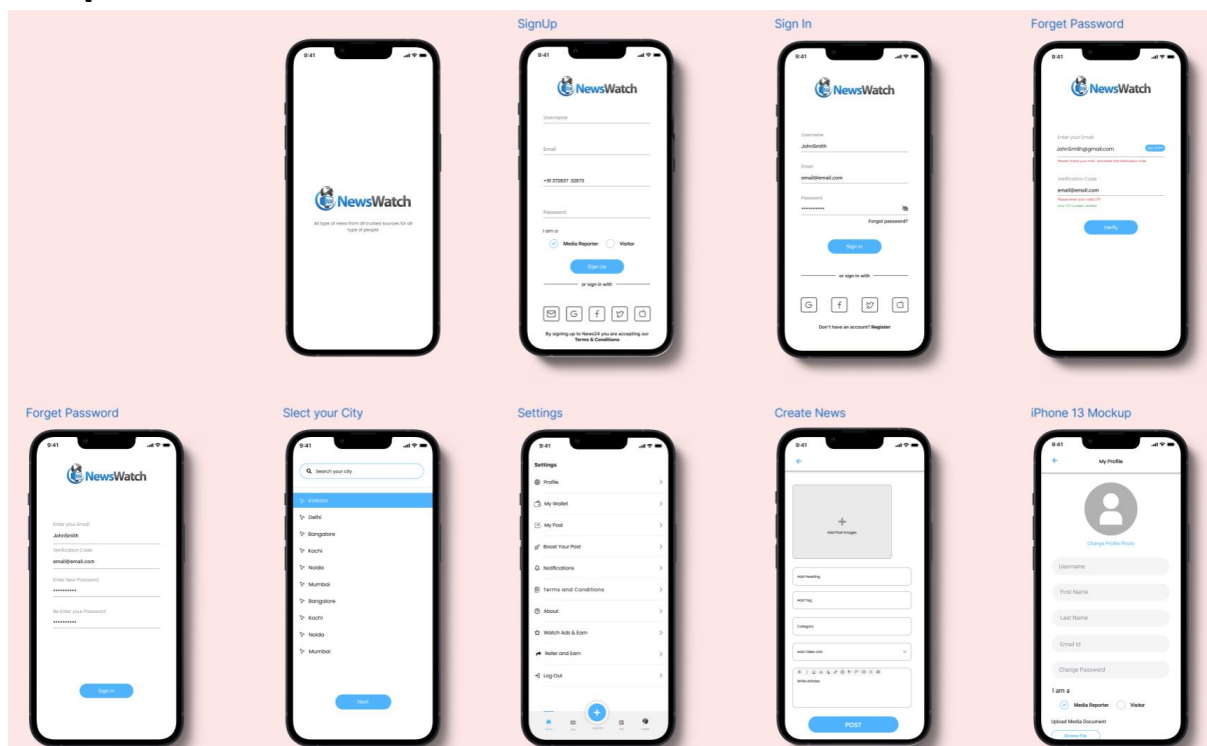 SignUp
Sign In
Forget Password
9:41
NewsWatch
All type of news from all trusted sources for all
type of people
9:41
NewsWatch
Username
Email
+91 372837 32873
Password
I am a
Media Reporter
Visitor
Sign Up
or sign in with
By signing up to News24 you are accepting our
Terms & Conditions
9:41
NewsWatch
Username
JohnSmith
Email
email@email.com
Password
Forgot password?
Sign In
or sign in with
Don't have an account? Register
9:41
NewsWatch
Enter your Email
JohnSmith@gmail.com
Verification Code
email@email.com
Verify
Forget Password
Slect your City
Settings
Create News
iPhone 13 Mockup
9:41
NewsWatch
Enter your Email
JohnSmith
Verification Code
email@email.com
Enter New Password
Re Enter your Password
Sign In
9:41
Search your city
Kolkata
Delhi
Bangalore
Kochi
Noida
Mumbai
Bangalore
Kochi
Noida
Mumbai
Next
9:41
Settings
Profile
My Wallet
My Post
Boost Your Post
Notifications
Terms and Conditions
About
Watch Ads & Earn
Refer and Earn
Log Out
9:41
Add Post Images
Add Heading
Add Tag
Category
Add Video Link
Write Articles
POST
9:41
My Profile
Change Profile Photo
Username
First Name
Last Name
Email Id
Change Password
I am a
Media Reporter
Visitor
Upload Media Document
Browse File